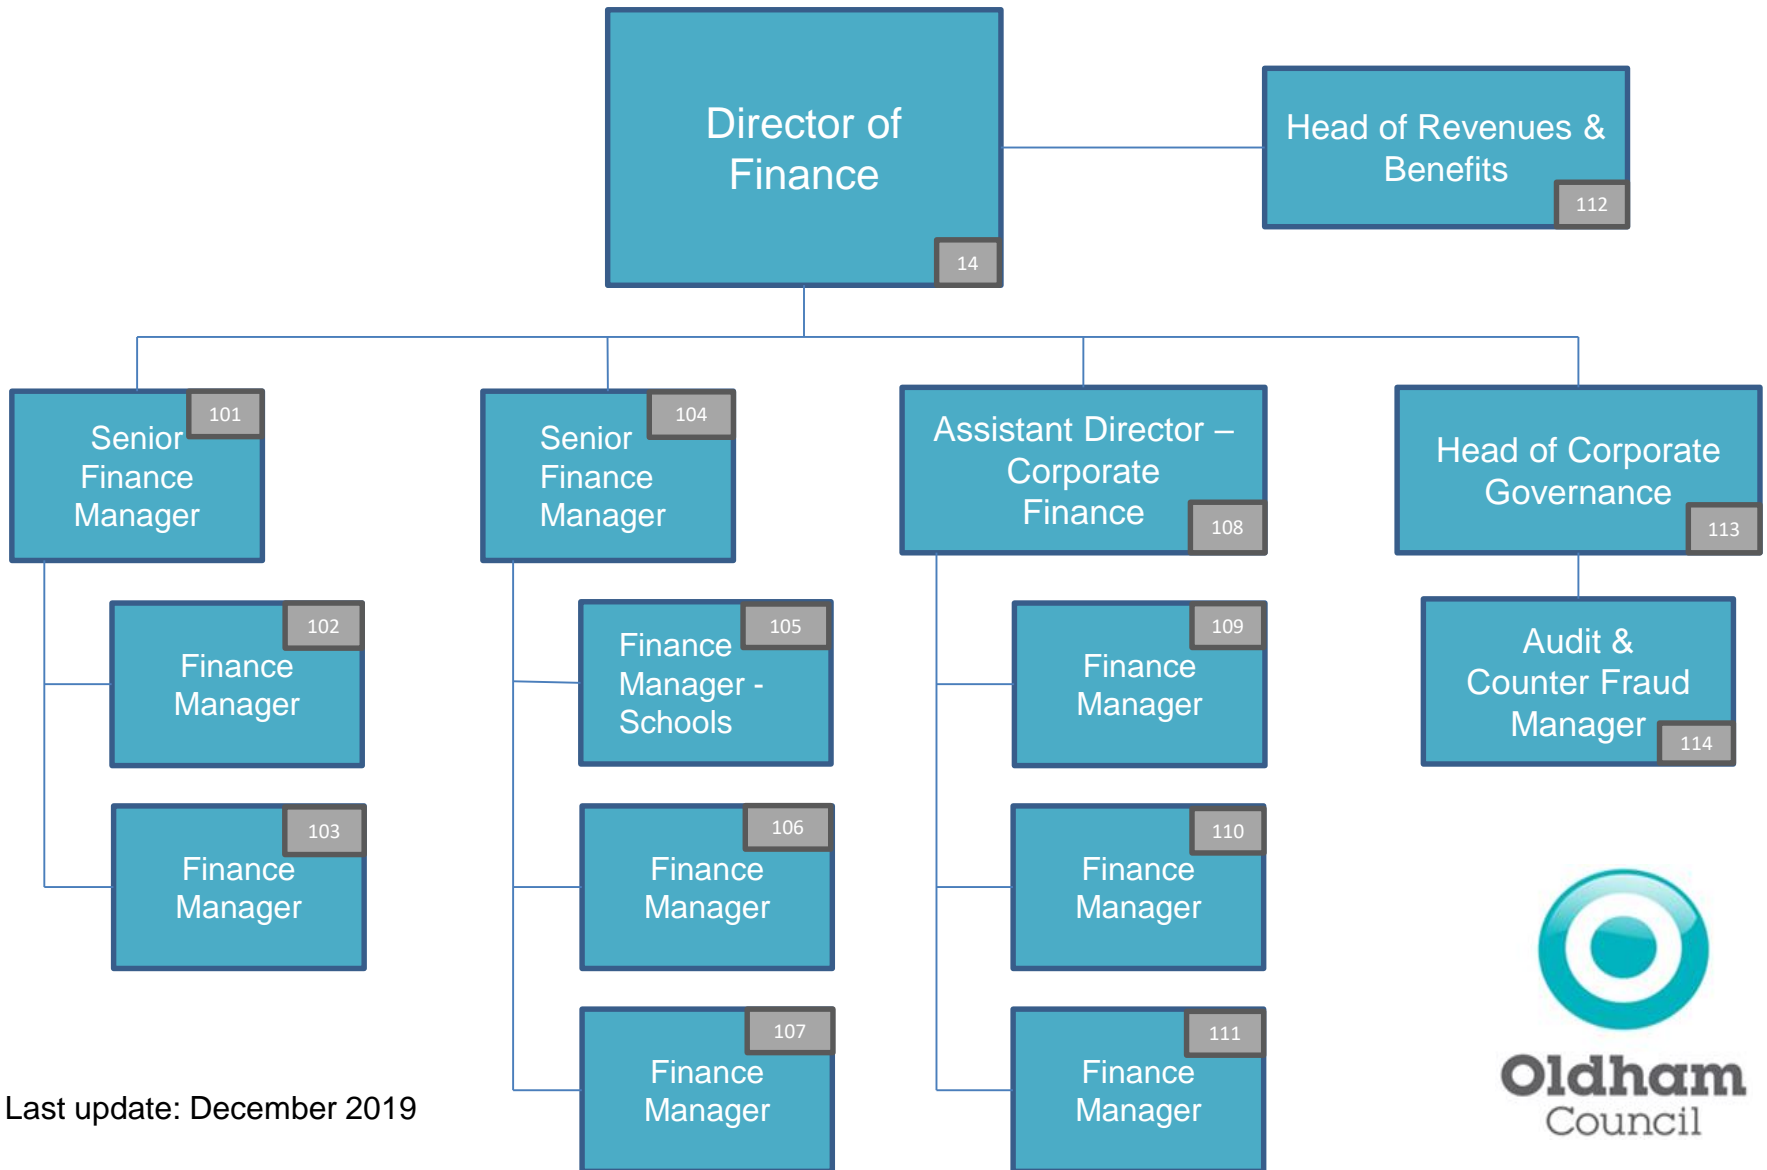 Director of
Finance
14
Head of Revenues &
Benefits
112
101
Senior
Finance
Manager
104
Senior
Finance
Manager
Assistant Director –
Corporate
Finance
108
Head of Corporate
Governance
113
102
Finance
Manager
105
Finance
Manager -
Schools
109
Finance
Manager
Audit &
Counter Fraud
Manager
114
103
Finance
Manager
106
Finance
Manager
110
Finance
Manager
107
Finance
Manager
111
Finance
Manager
Last update: December 2019
Oldham
Council